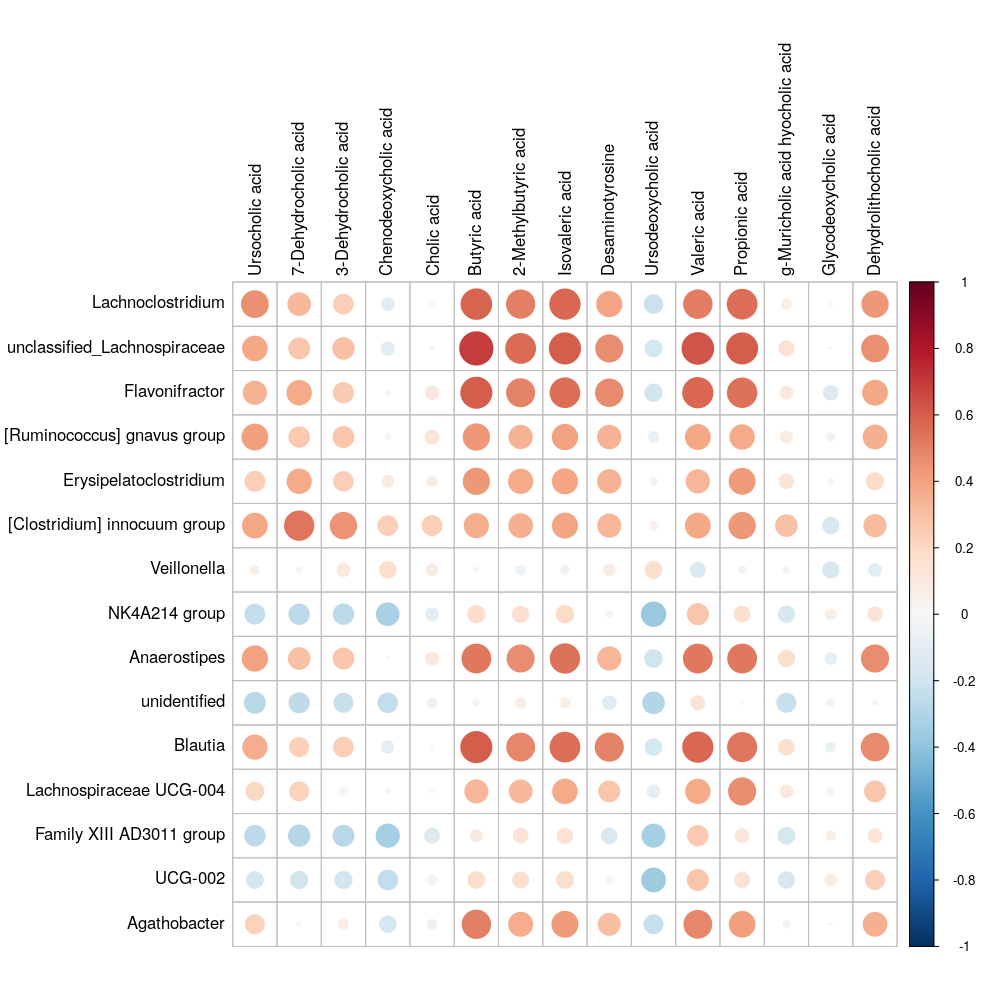 Ursocholic acid
7-Dehydrocholic acid
3-Dehydrocholic acid
Chenodeoxycholic acid
Cholic acid
Butyric acid
2-Methylbutyric acid
Isovaleric acid
Desaminotyrosine
Ursodeoxycholic acid
Valeric acid
Propionic acid
g-Muricholic acid hyocholic acid
Glycodeoxycholic acid
Dehydrolithocholic acid
Lachnoclostridium
unclassified_Lachnospiraceae
Flavonifractor
[Ruminococcus] gnavus group
Erysipelatoclostridium
[Clostridium] innocuum group
Veillonella
NK4A214 group
Anaerostipes
unidentified
Blautia
Lachnospiraceae UCG-004
Family XIII AD3011 group
UCG-002
Agathobacter
1
0.8
0.6
0.4
0.2
0
-0.2
-0.4
-0.6
-0.8
-1